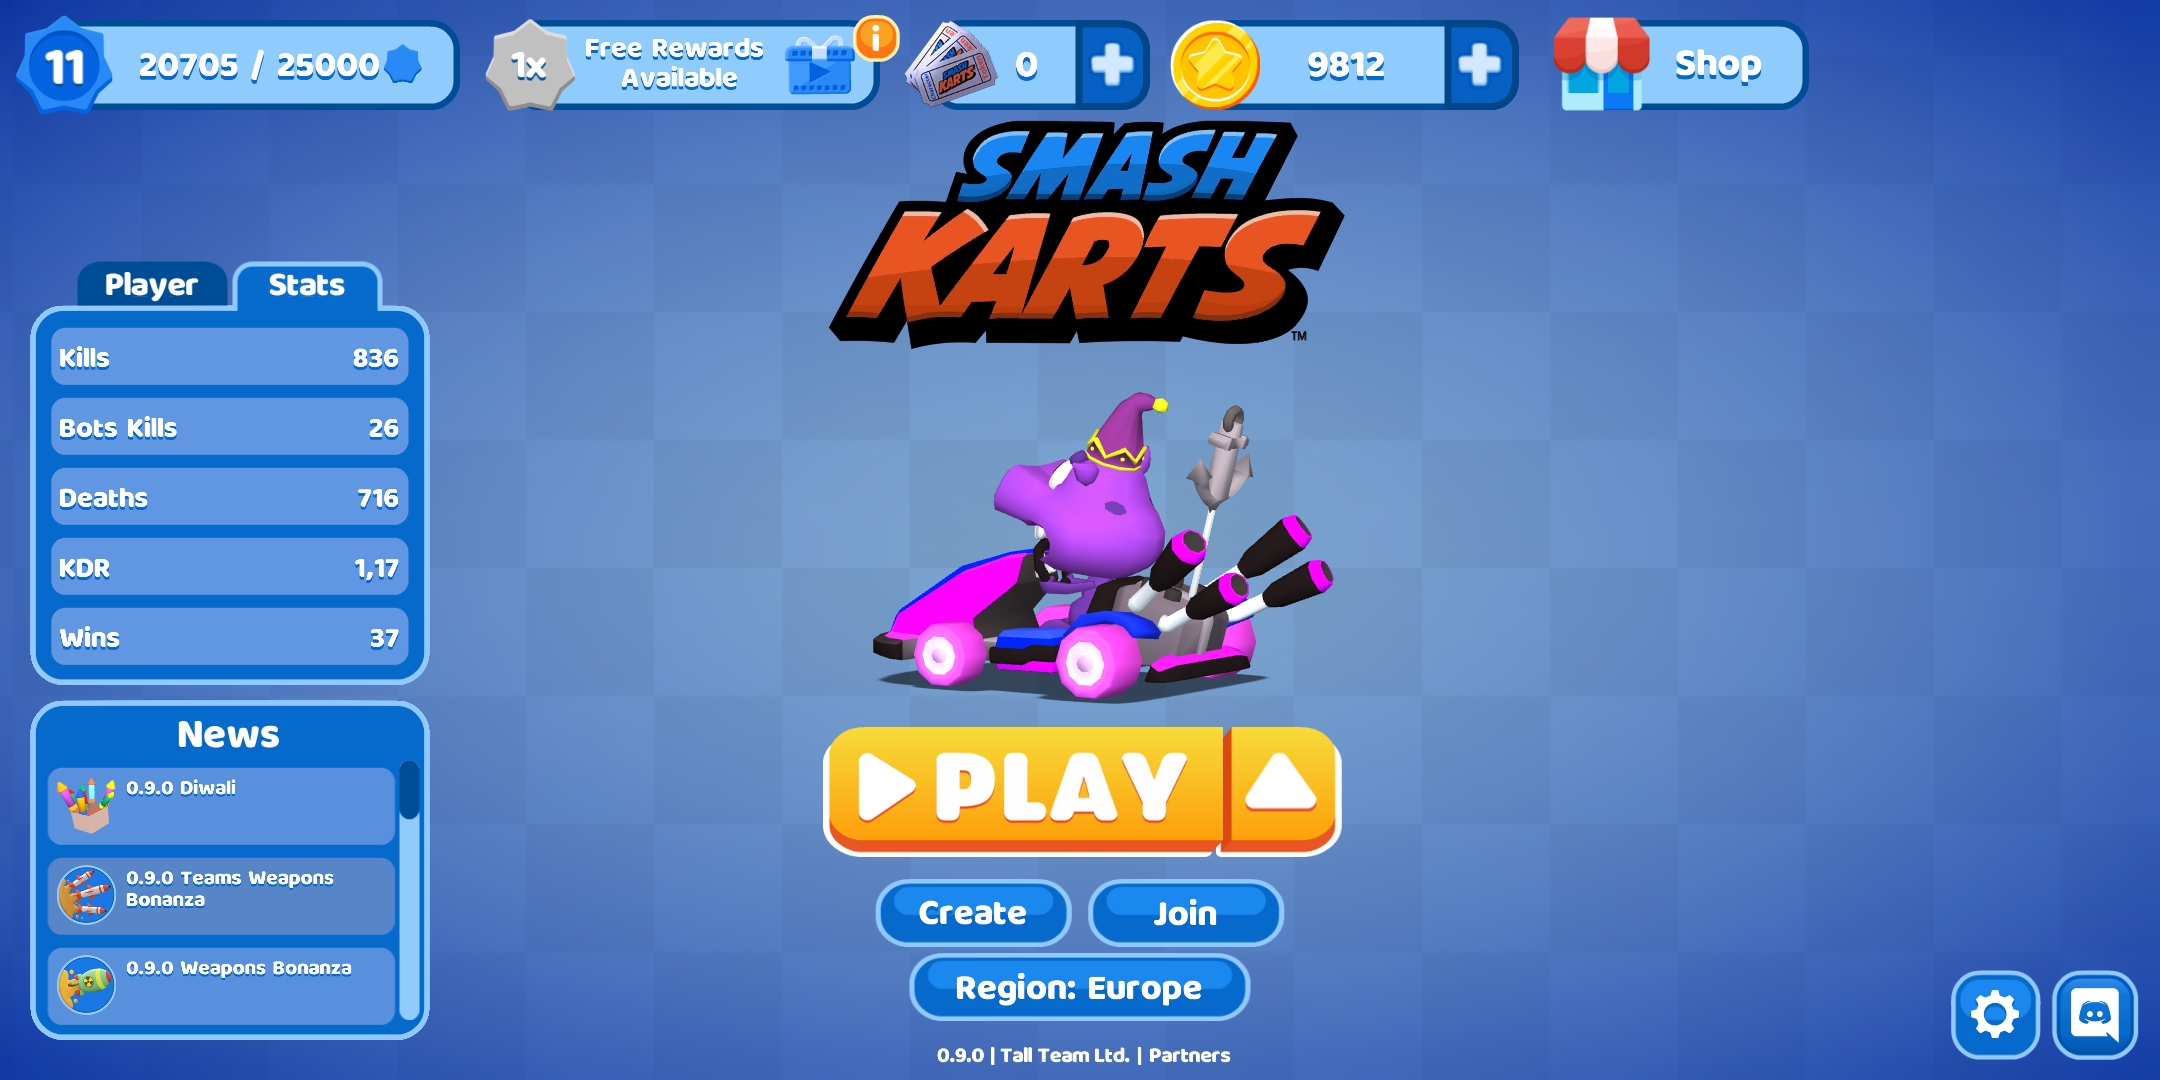 11
20705 / 25000
1x
Free Rewards
Available
i
0
9812
Shop
SMASH
KARTS
TM
Player
Stats
Kills 836
Bots Kills 26
Deaths 716
KDR 1,17
Wins 37
News
0.9.0 Diwali
0.9.0 Teams Weapons
Bonanza
0.9.0 Weapons Bonanza
PLAY
Create
Join
Region: Europe
0.9.0 | Tall Team Ltd. | Partners